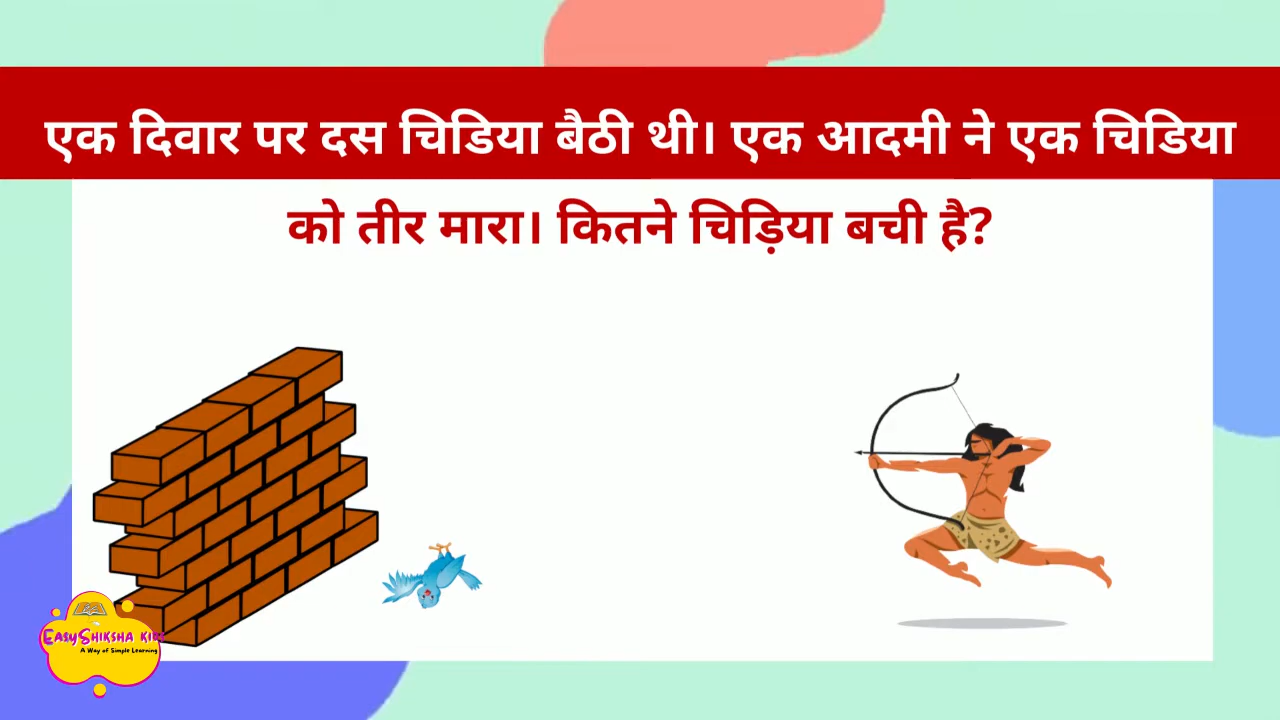 एक दिवार पर दस चिडिया बैठी थी। एक आदमी ने एक चिडिया
को तीर मारा। कितने चिड़िया बची है?
EasyShiksha Kids
A Way of Simple Learning